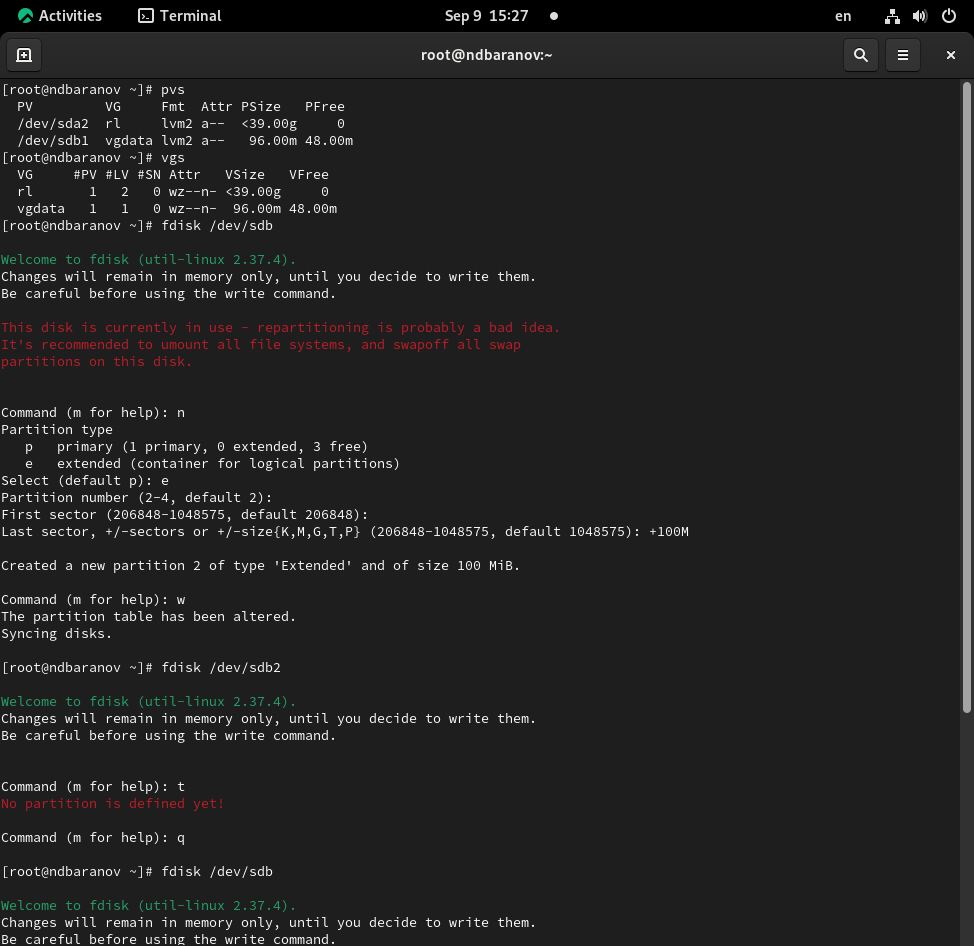 Activities Terminal Sep 9 15:27 en
root@ndbaranov:~
[root@ndbaranov ~]# pvs
  PV         VG     Fmt  Attr PSize   PFree
  /dev/sda2  rl     lvm2 a--  <39.00g     0
  /dev/sdb1  vgdata lvm2 a--   96.00m 48.00m
[root@ndbaranov ~]# vgs
  VG     #PV #LV #SN Attr   VSize   VFree
  rl       1   2   0 wz--n- <39.00g     0
  vgdata   1   1   0 wz--n-  96.00m 48.00m
[root@ndbaranov ~]# fdisk /dev/sdb
Welcome to fdisk (util-linux 2.37.4).
Changes will remain in memory only, until you decide to write them.
Be careful before using the write command.
This disk is currently in use - repartitioning is probably a bad idea.
It's recommended to umount all file systems, and swapoff all swap
partitions on this disk.
Command (m for help): n
Partition type
   p   primary (1 primary, 0 extended, 3 free)
   e   extended (container for logical partitions)
Select (default p): e
Partition number (2-4, default 2):
First sector (206848-1048575, default 206848):
Last sector, +/-sectors or +/-size{K,M,G,T,P} (206848-1048575, default 1048575): +100M
Created a new partition 2 of type 'Extended' and of size 100 MiB.
Command (m for help): w
The partition table has been altered.
Syncing disks.
[root@ndbaranov ~]# fdisk /dev/sdb2
Welcome to fdisk (util-linux 2.37.4).
Changes will remain in memory only, until you decide to write them.
Be careful before using the write command.
Command (m for help): t
No partition is defined yet!
Command (m for help): q
[root@ndbaranov ~]# fdisk /dev/sdb
Welcome to fdisk (util-linux 2.37.4).
Changes will remain in memory only, until you decide to write them.
Be careful before using the write command.